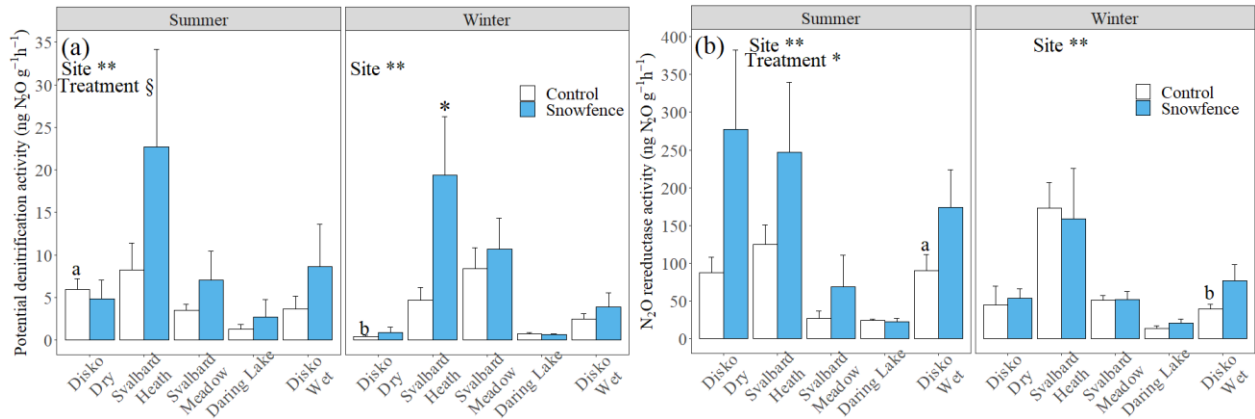 Summer
Winter
(a)
Site **
Treatment §
Site **
*
Control
Snowfence
a
b
35
30
25
20
15
10
5
0
Potential denitrification activity (ng N₂O g⁻¹h⁻¹)
Disko Dry
Svalbard Heath
Svalbard Meadow
Daring Lake
Disko Wet
Disko Dry
Svalbard Heath
Svalbard Meadow
Daring Lake
Disko Wet
Summer
Winter
(b)
Site **
Treatment *
Site **
Control
Snowfence
a
b
400
350
300
250
200
150
100
50
0
N₂O rereductase activity (ng N₂O g⁻¹h⁻¹)
Disko Dry
Svalbard Heath
Svalbard Meadow
Daring Lake
Disko Wet
Disko Dry
Svalbard Heath
Svalbard Meadow
Daring Lake
Disko Wet